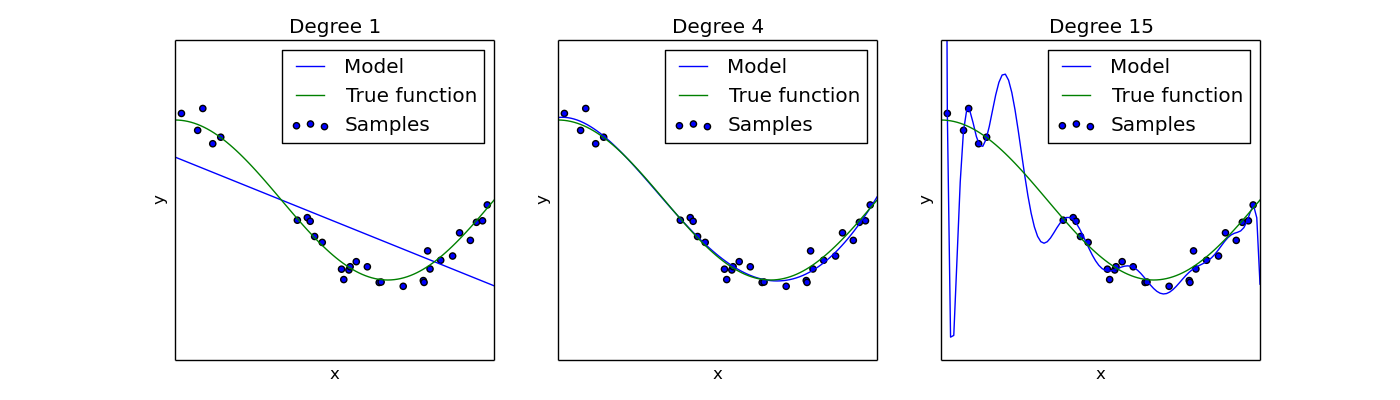 Degree 1
Model
True function
Samples
y
x
Degree 4
Model
True function
Samples
y
x
Degree 15
Model
True function
Samples
y
x